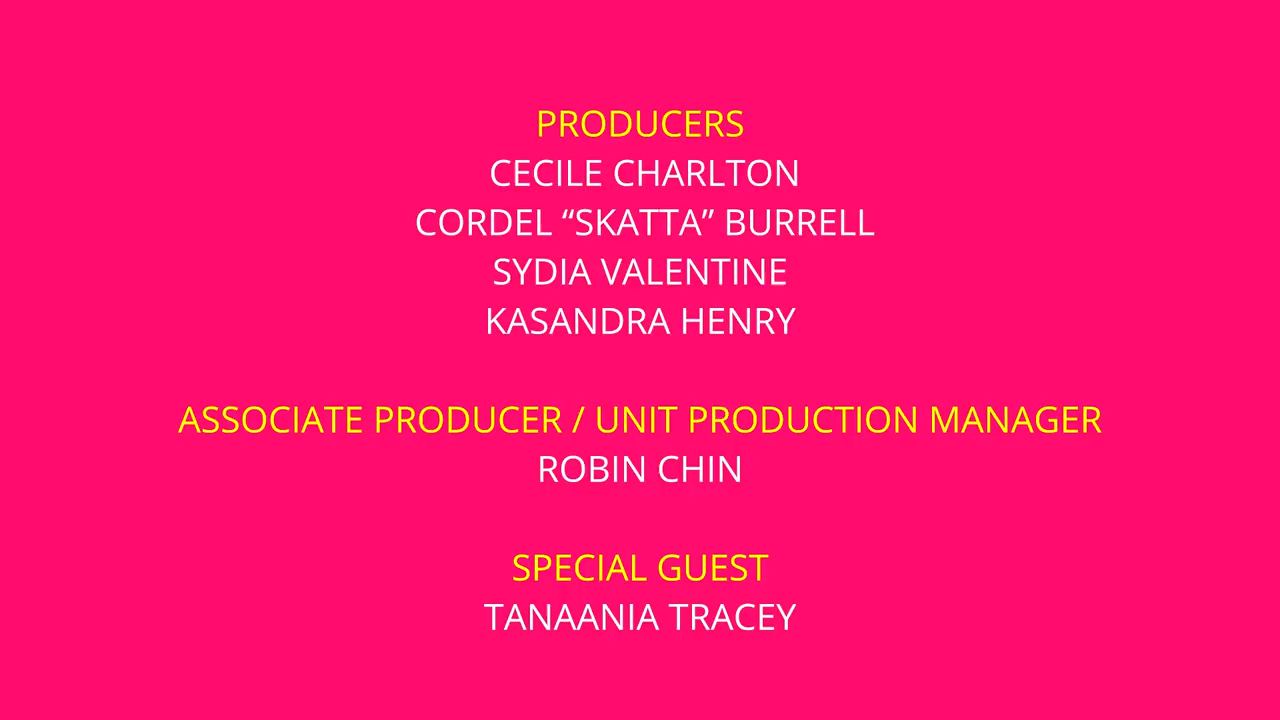 PRODUCERS
CECILE CHARLTON
CORDEL “SKATTA” BURRELL
SYDIA VALENTINE
KASANDRA HENRY
ASSOCIATE PRODUCER / UNIT PRODUCTION MANAGER
ROBIN CHIN
SPECIAL GUEST
TANAANIA TRACEY